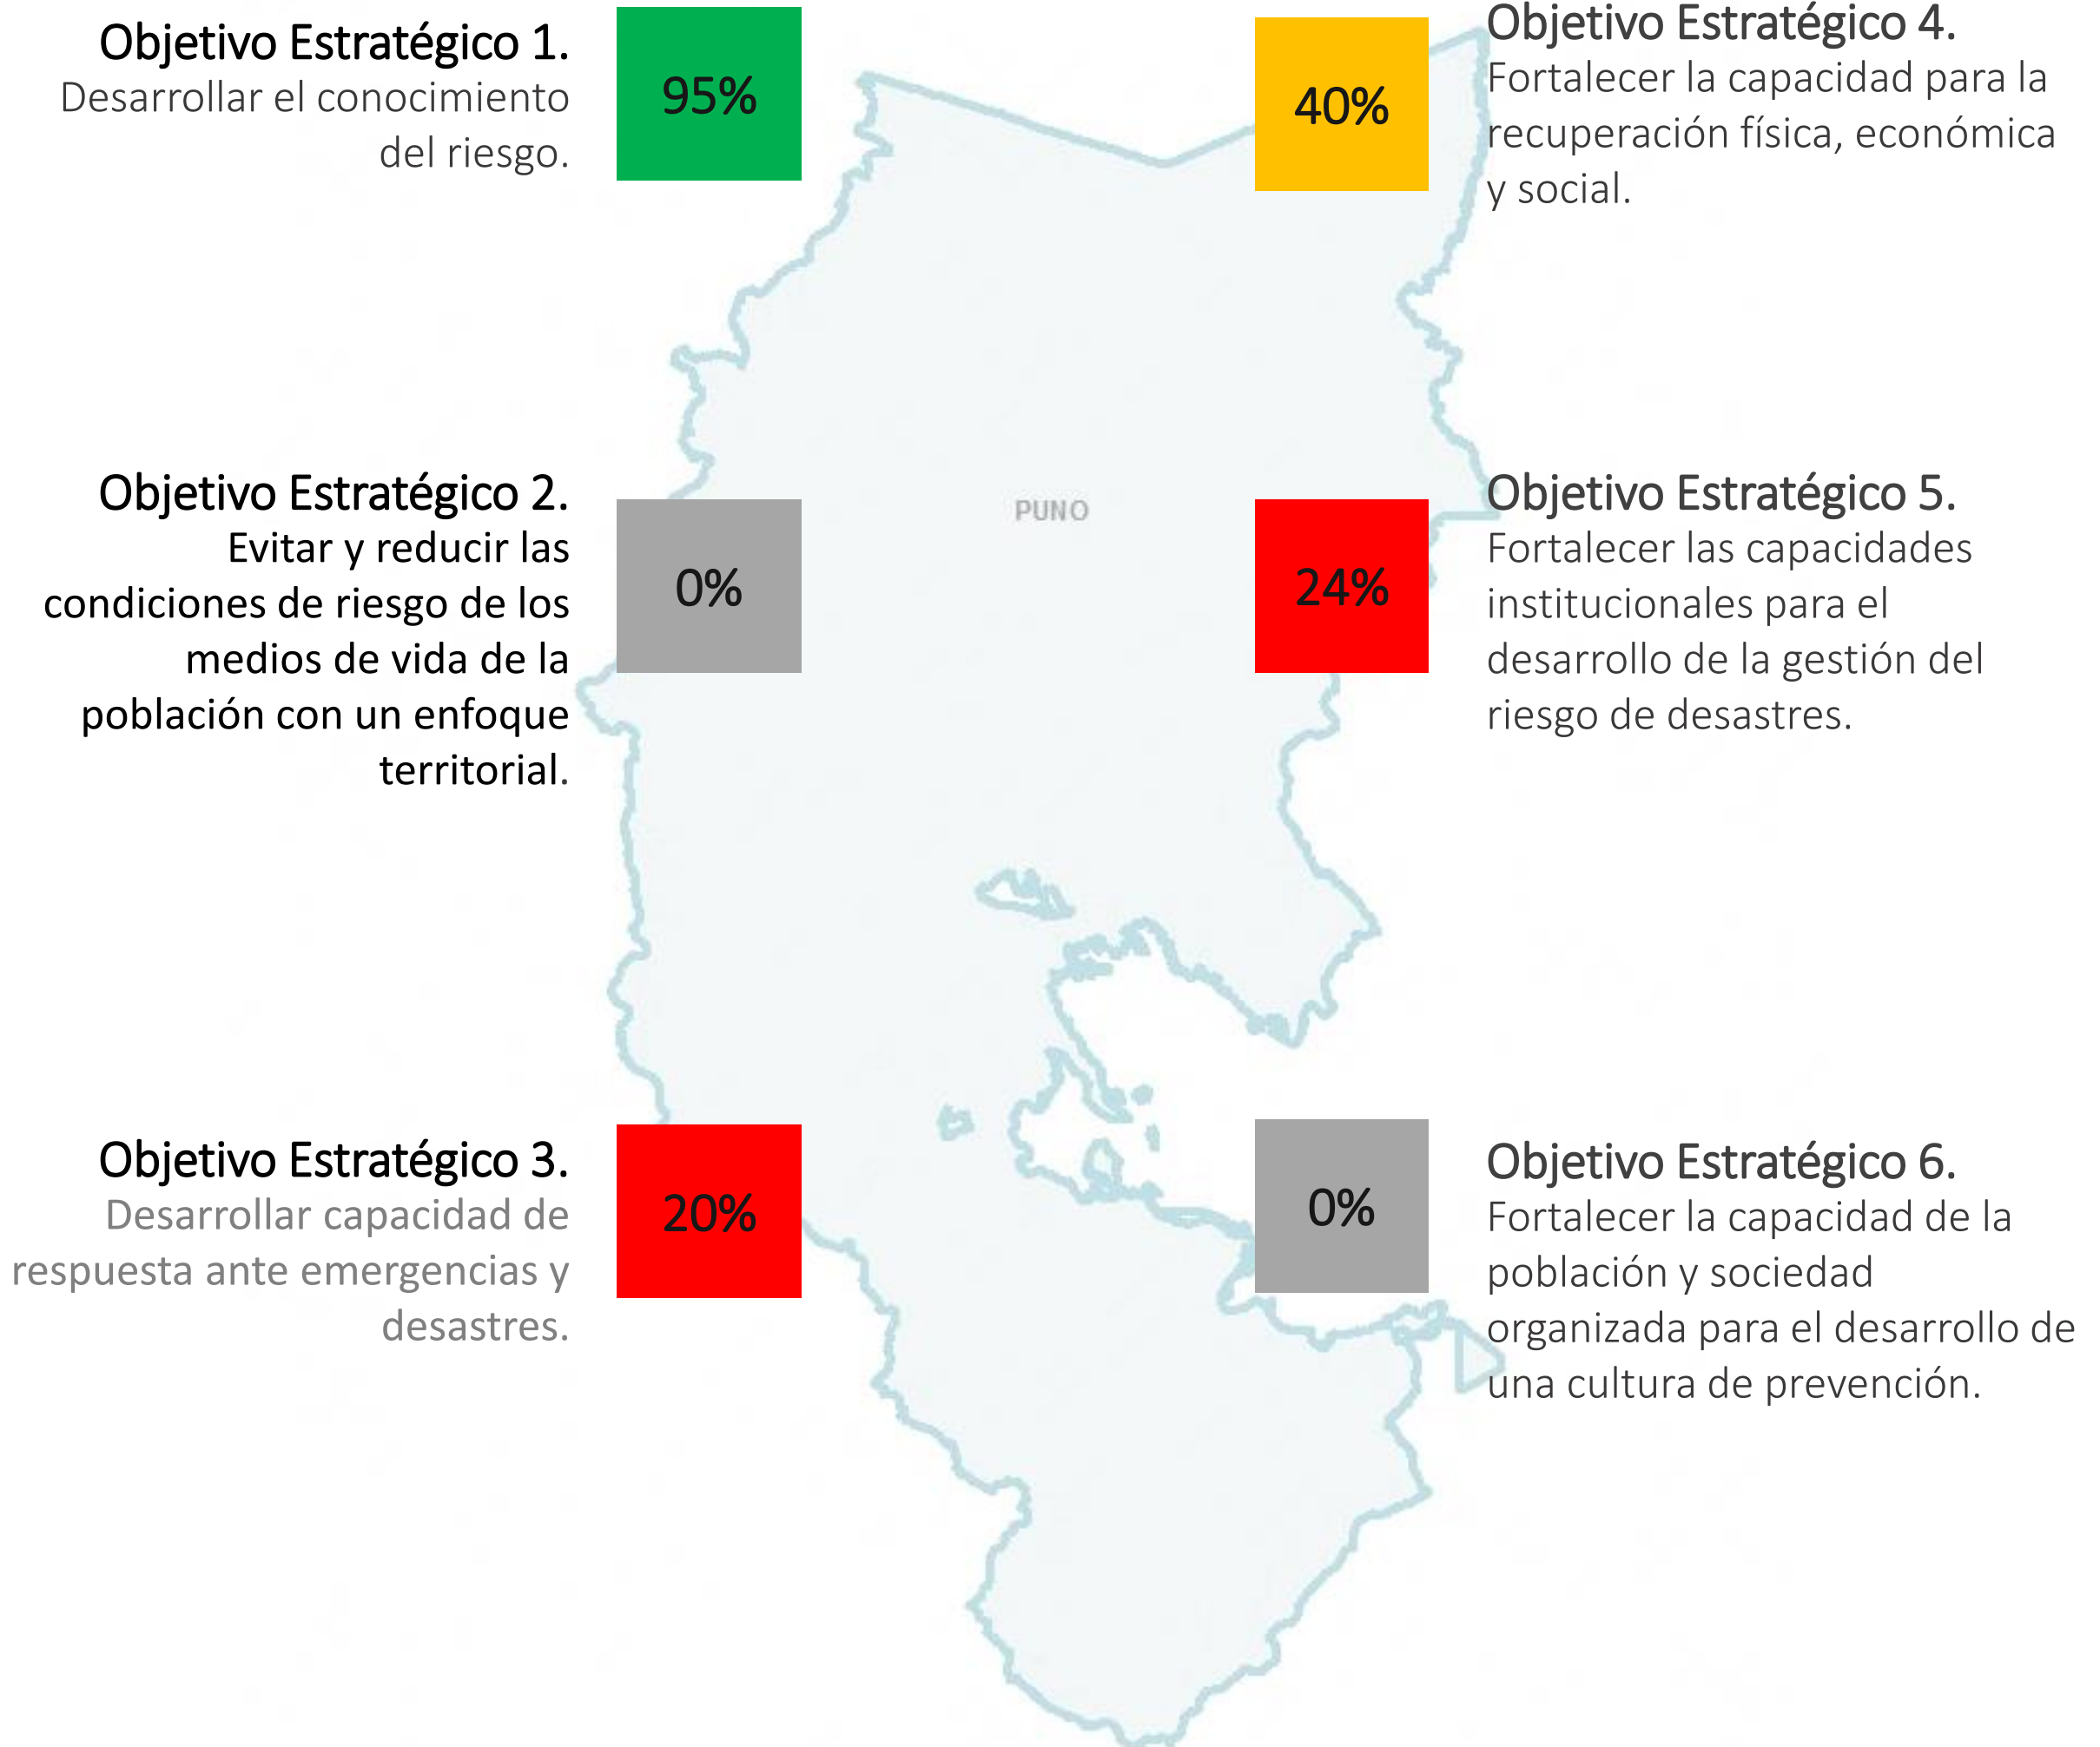 Objetivo Estratégico 1.
Desarrollar el conocimiento
del riesgo.
95%
Objetivo Estratégico 2.
Evitar y reducir las
condiciones de riesgo de los
medios de vida de la
población con un enfoque
territorial.
0%
Objetivo Estratégico 3.
Desarrollar capacidad de
respuesta ante emergencias y
desastres.
20%
PUNO
40%
Objetivo Estratégico 4.
Fortalecer la capacidad para la
recuperación física, económica
y social.
24%
Objetivo Estratégico 5.
Fortalecer las capacidades
institucionales para el
desarrollo de la gestión del
riesgo de desastres.
0%
Objetivo Estratégico 6.
Fortalecer la capacidad de la
población y sociedad
organizada para el desarrollo de
una cultura de prevención.